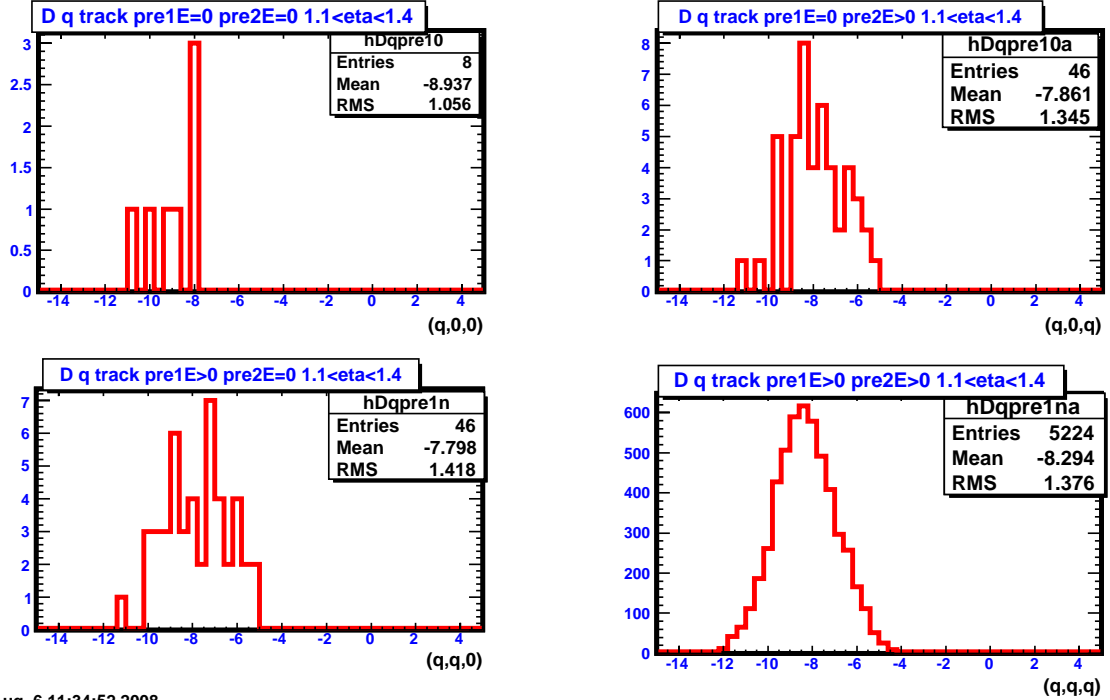 D q track pre1E=0 pre2E=0 1.1<eta<1.4
hDqpre10
Entries 8
Mean -8.937
RMS 1.056
3
2.5
2
1.5
1
0.5
0
-14 -12 -10 -8 -6 -4 -2 0 2 4
(q,0,0)
D q track pre1E=0 pre2E>0 1.1<eta<1.4
hDqpre10a
Entries 46
Mean -7.861
RMS 1.345
8
7
6
5
4
3
2
1
0
-14 -12 -10 -8 -6 -4 -2 0 2 4
(q,0,q)
D q track pre1E>0 pre2E=0 1.1<eta<1.4
hDqpre1n
Entries 46
Mean -7.798
RMS 1.418
7
6
5
4
3
2
1
0
-14 -12 -10 -8 -6 -4 -2 0 2 4
(q,q,0)
D q track pre1E>0 pre2E>0 1.1<eta<1.4
hDqpre1na
Entries 5224
Mean -8.294
RMS 1.376
600
500
400
300
200
100
0
-14 -12 -10 -8 -6 -4 -2 0 2 4
(q,q,q)